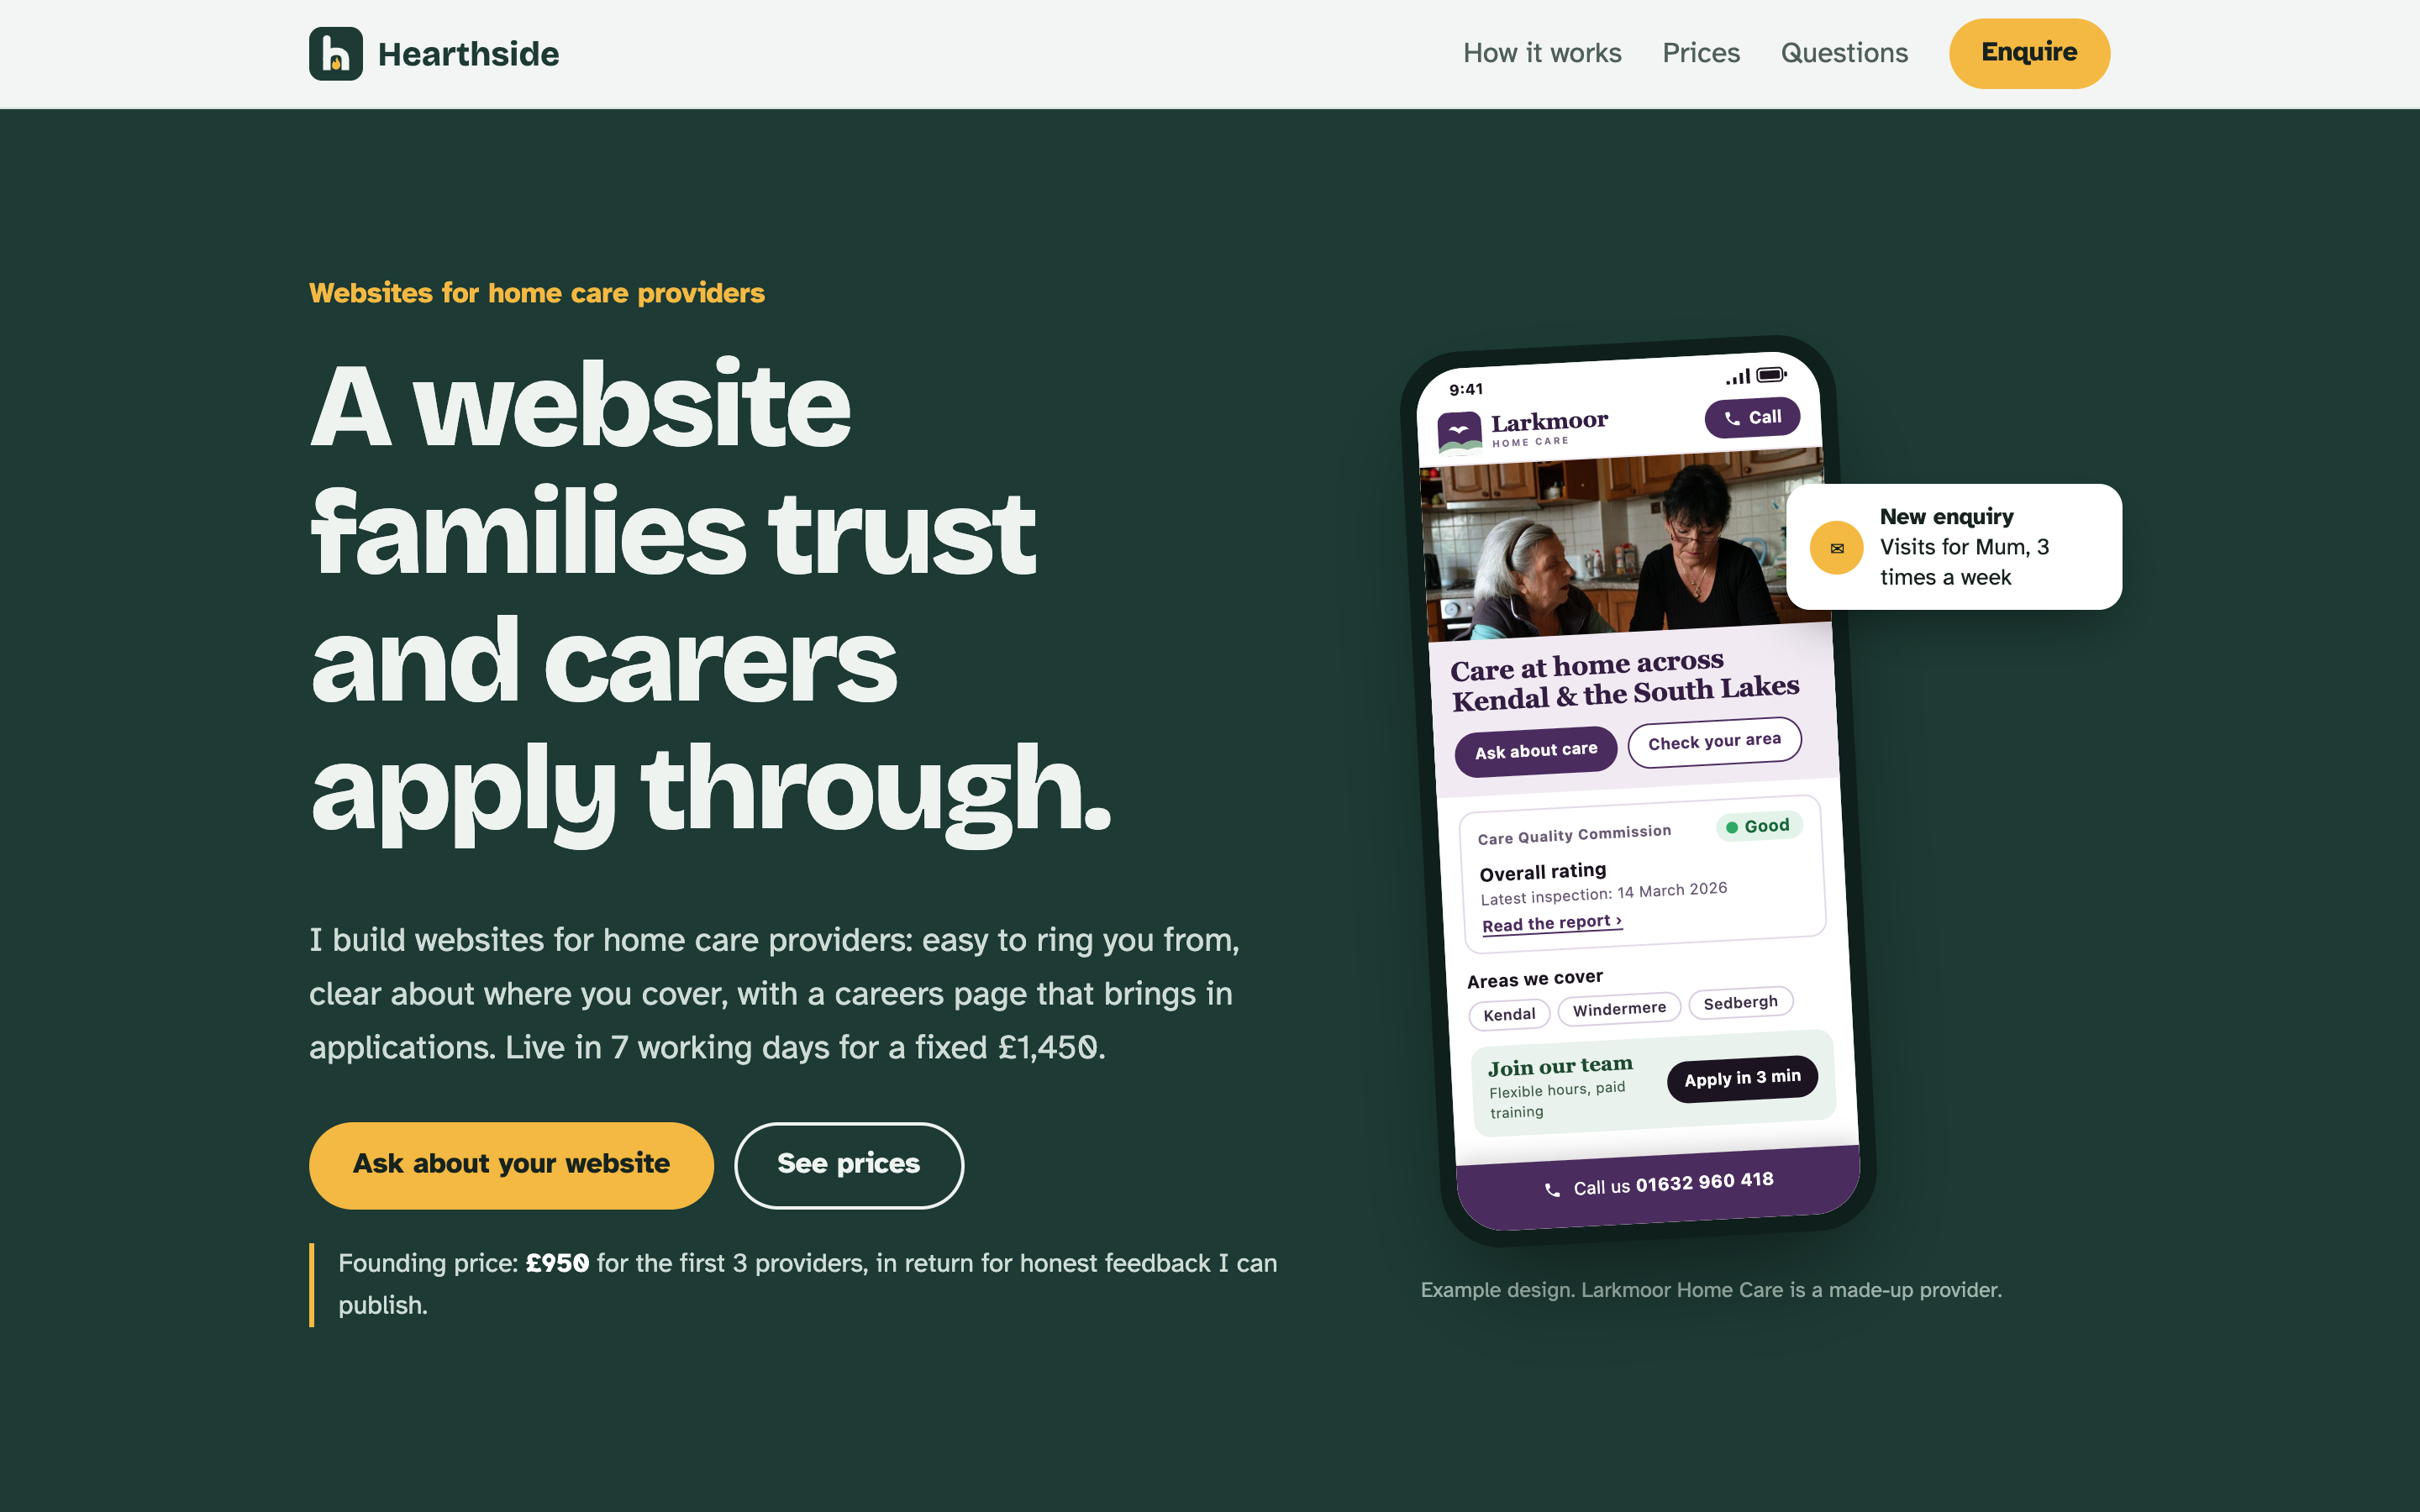 Hearthside
How it works
Prices
Questions
Enquire
Websites for home care providers
A website
families trust
and carers
apply through.
I build websites for home care providers: easy to ring you from,
clear about where you cover, with a careers page that brings in
applications. Live in 7 working days for a fixed £1,450.
Ask about your website
See prices
Founding price: £950 for the first 3 providers, in return for honest feedback I can
publish.
9:41
Larkmoor
HOME CARE
Call
New enquiry
Visits for Mum, 3
times a week
Care at home across
Kendal & the South Lakes
Ask about care
Check your area
Care Quality Commission
Good
Overall rating
Latest inspection: 14 March 2026
Read the report ›
Areas we cover
Kendal
Windermere
Sedbergh
Join our team
Flexible hours, paid
training
Apply in 3 min
Call us 01632 960 418
Example design. Larkmoor Home Care is a made-up provider.